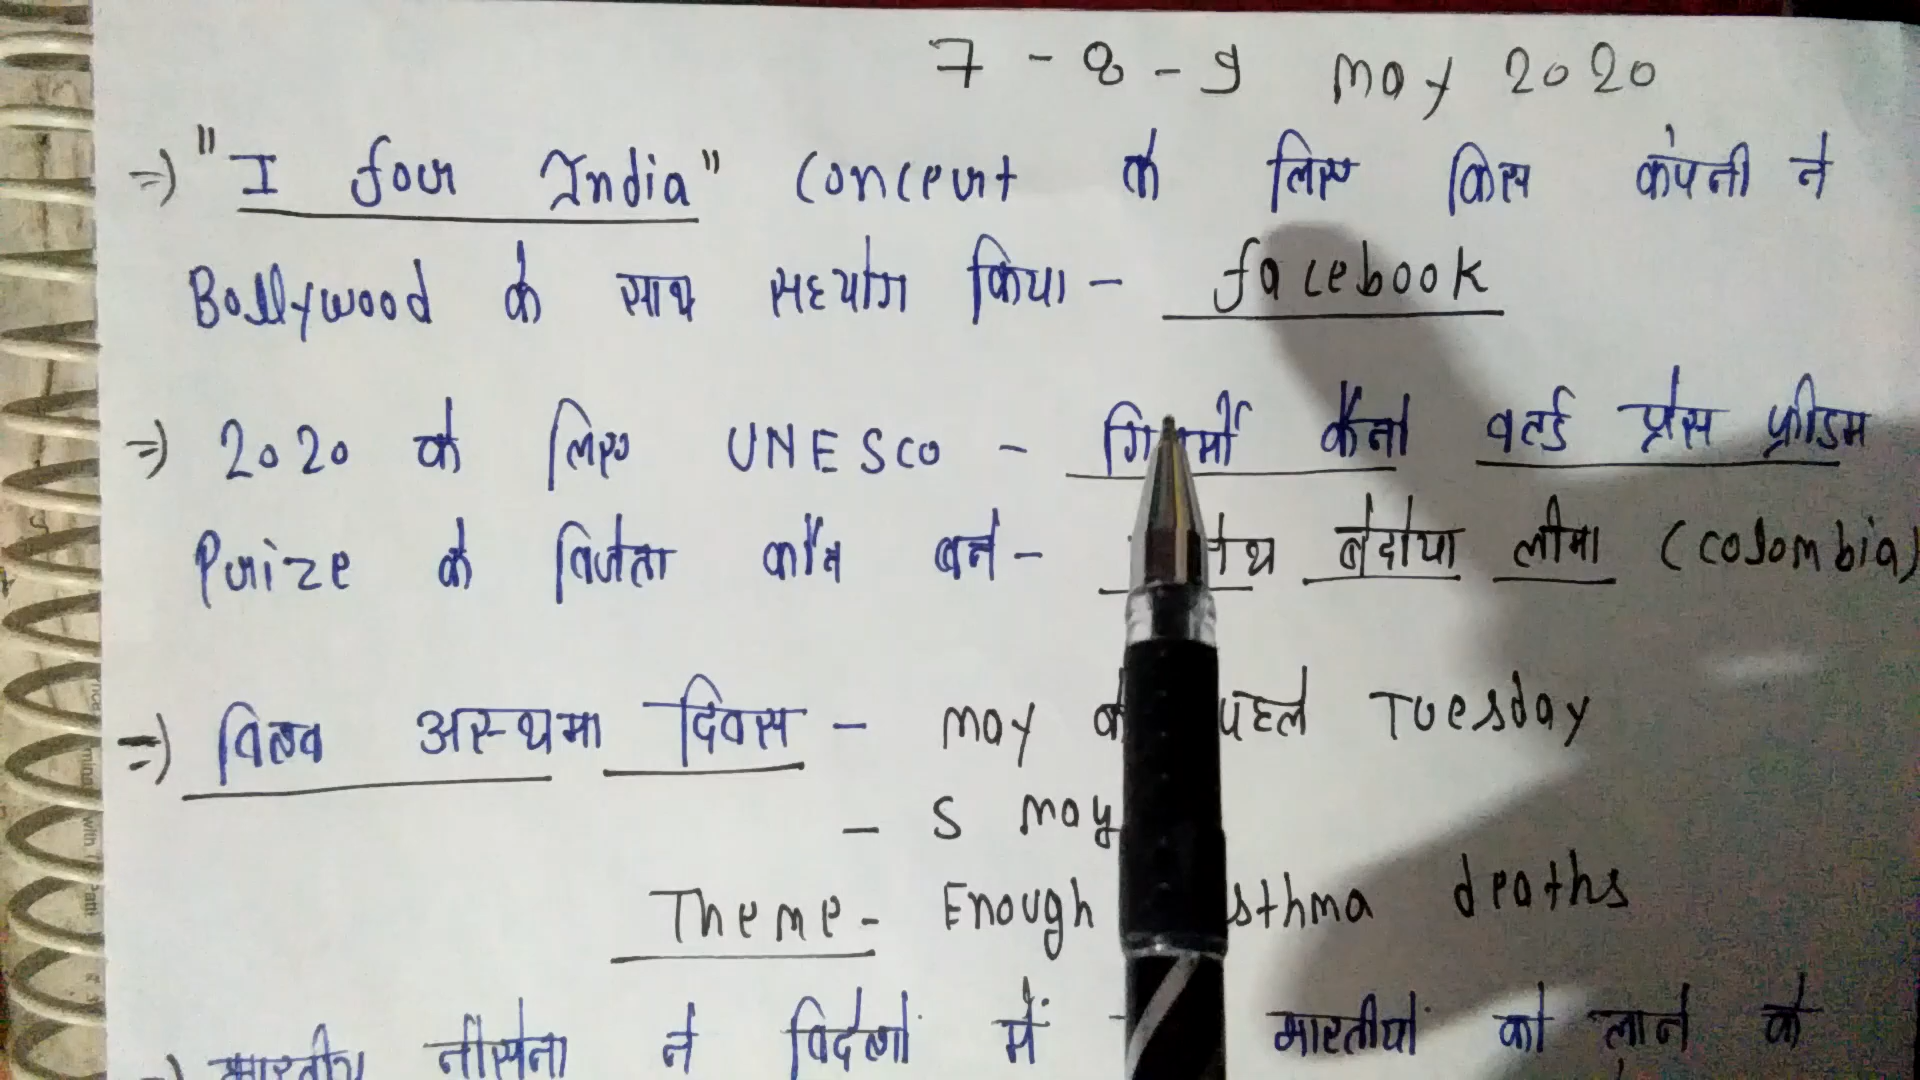 7 - 8 - 9 May 2020
=> "I for India" Concert के लिए किस कंपनी ने
Bollywood के साथ सहयोग किया - facebook
=> 2020 के लिए UNESCO - कैनो वर्ल्ड प्रेस फ्रीडम
Prize के विजेता कौन बने - बेदोया लीमा (Colombia)
=> विश्व अस्थमा दिवस - May पहले Tuesday
- 5 May
Theme - Enough deaths
=> भारतीय नौसेना ने विदेशों में भारतीयों को लाने के